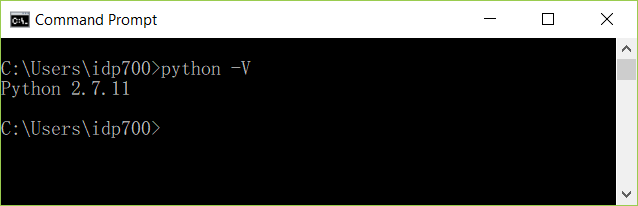 Command Prompt
C:\Users\idp700>python -V
Python 2.7.11
C:\Users\idp700>